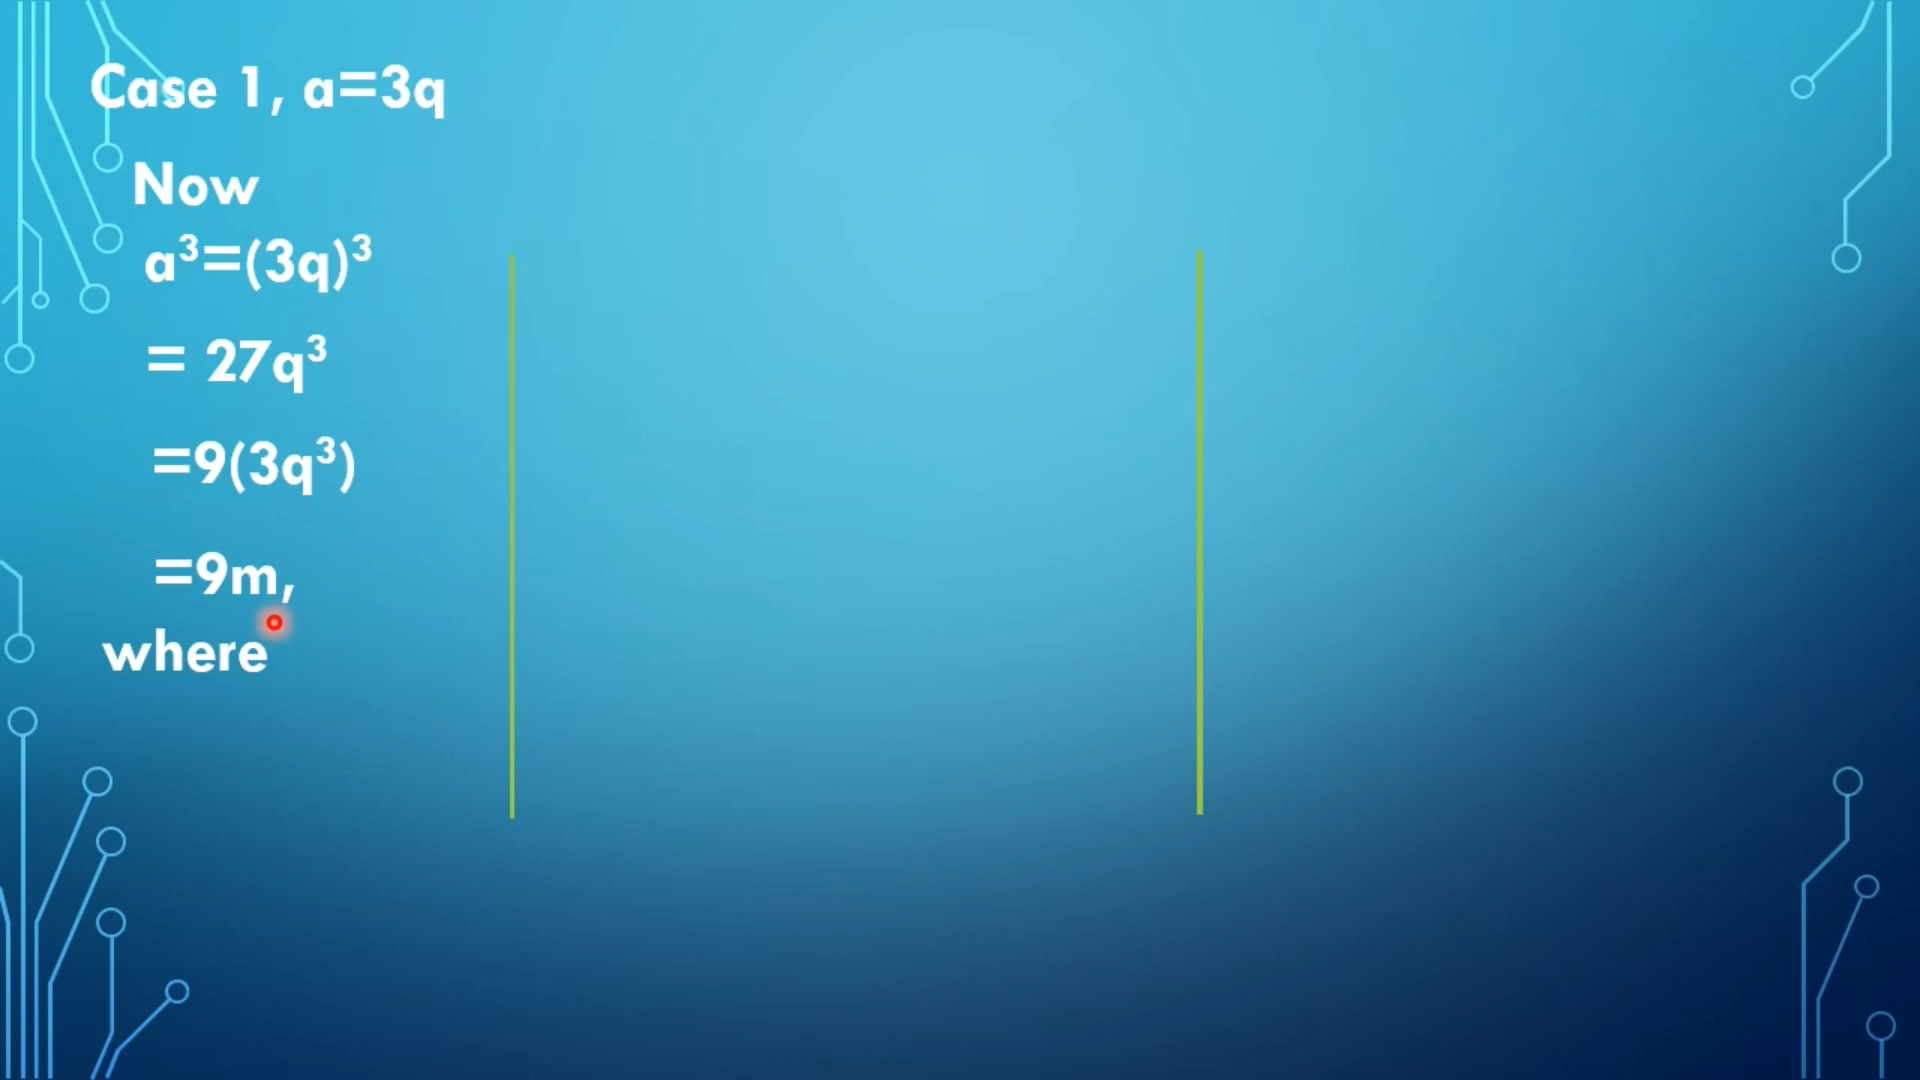 Case 1, a=3q
Now
a³=(3q)³
= 27q³
=9(3q³)
=9m,
where